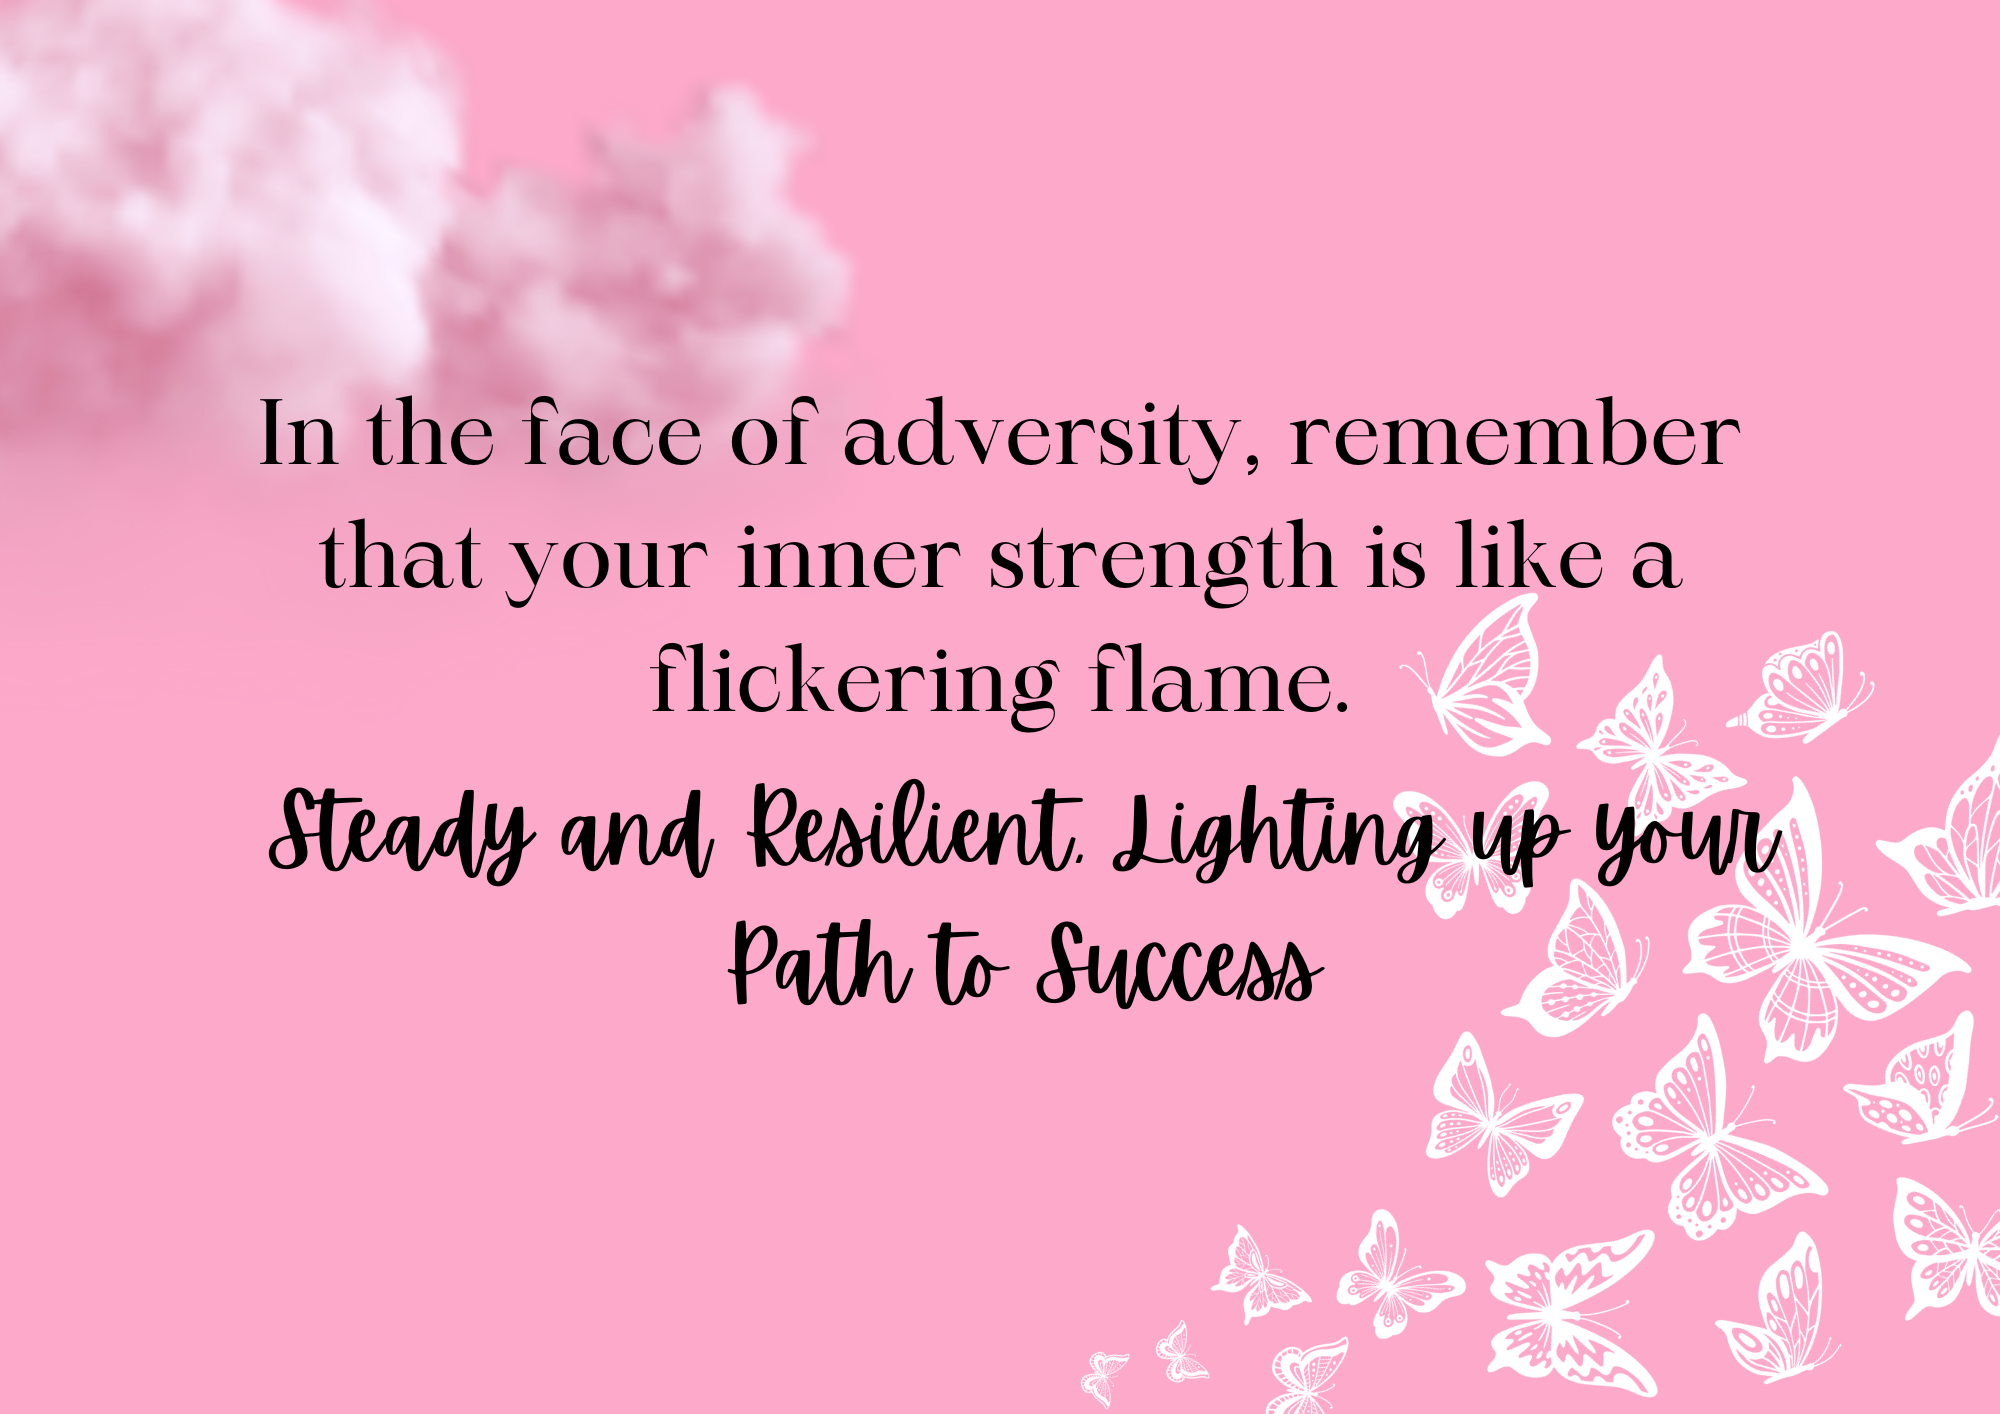 In the face of adversity, remember
that your inner strength is like a
flickering flame.
Steady and Resilient, Lighting up your
Path to Success